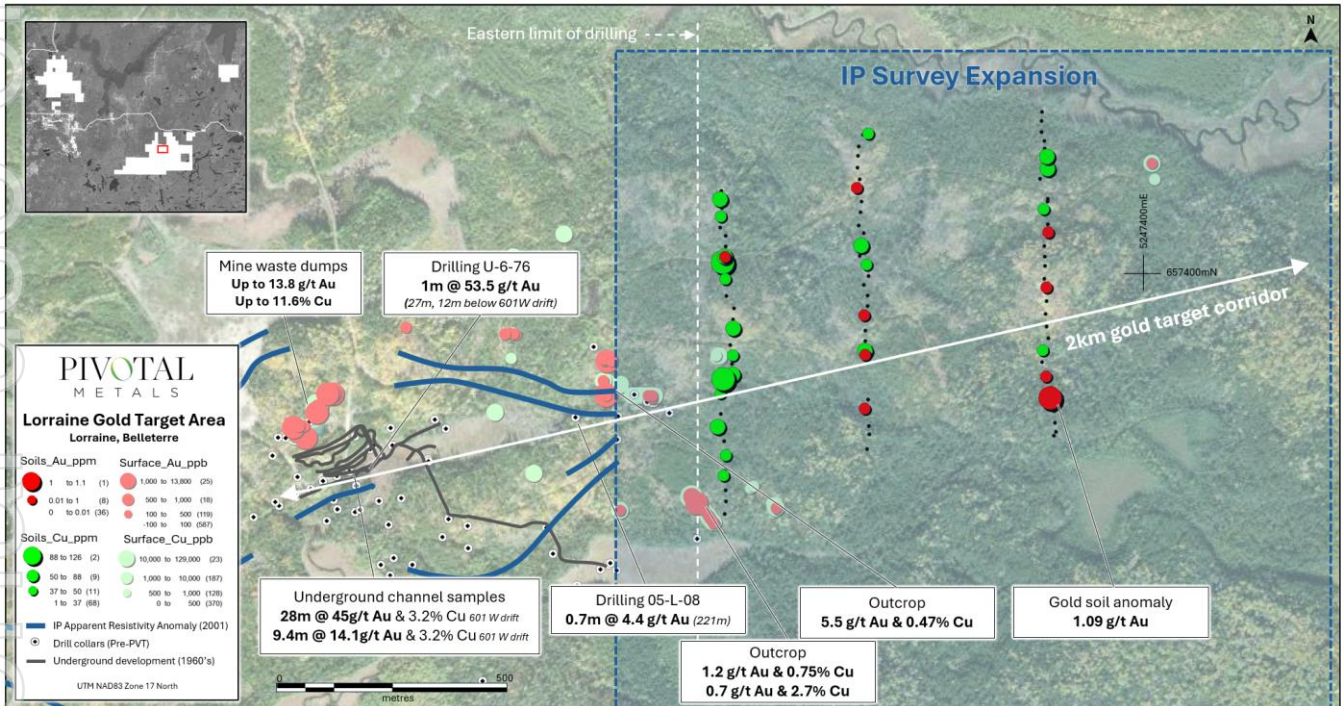 Eastern limit of drilling
N
IP Survey Expansion
5247400mE
657400mN
2km gold target corridor
Mine waste dumps
Up to 13.8 g/t Au
Up to 11.6% Cu
Drilling U-6-76
1m @ 53.5 g/t Au
(27m, 12m below 601W drift)
PIVOTAL
METALS
Lorraine Gold Target Area
Lorraine, Belleterre
Soils_Au_ppm
1 to 1.1 (1)
0.01 to 1 (8)
0 to 0.01 (36)
Surface_Au_ppb
1,000 to 13,800 (25)
500 to 1,000 (18)
100 to 500 (119)
-100 to 100 (587)
Soils_Cu_ppm
88 to 126 (2)
50 to 88 (9)
37 to 50 (11)
1 to 37 (68)
Surface_Cu_ppb
10,000 to 129,000 (23)
1,000 to 10,000 (187)
500 to 1,000 (128)
0 to 500 (370)
IP Apparent Resistivity Anomaly (2001)
Drill collars (Pre-PVT)
Underground development (1960's)
UTM NAD83 Zone 17 North
Underground channel samples
28m @ 45g/t Au & 3.2% Cu 601 W drift
9.4m @ 14.1g/t Au & 3.2% Cu 601 W drift
0 500
metres
Drilling 05-L-08
0.7m @ 4.4 g/t Au (221m)
Outcrop
1.2 g/t Au & 0.75% Cu
0.7 g/t Au & 2.7% Cu
Outcrop
5.5 g/t Au & 0.47% Cu
Gold soil anomaly
1.09 g/t Au